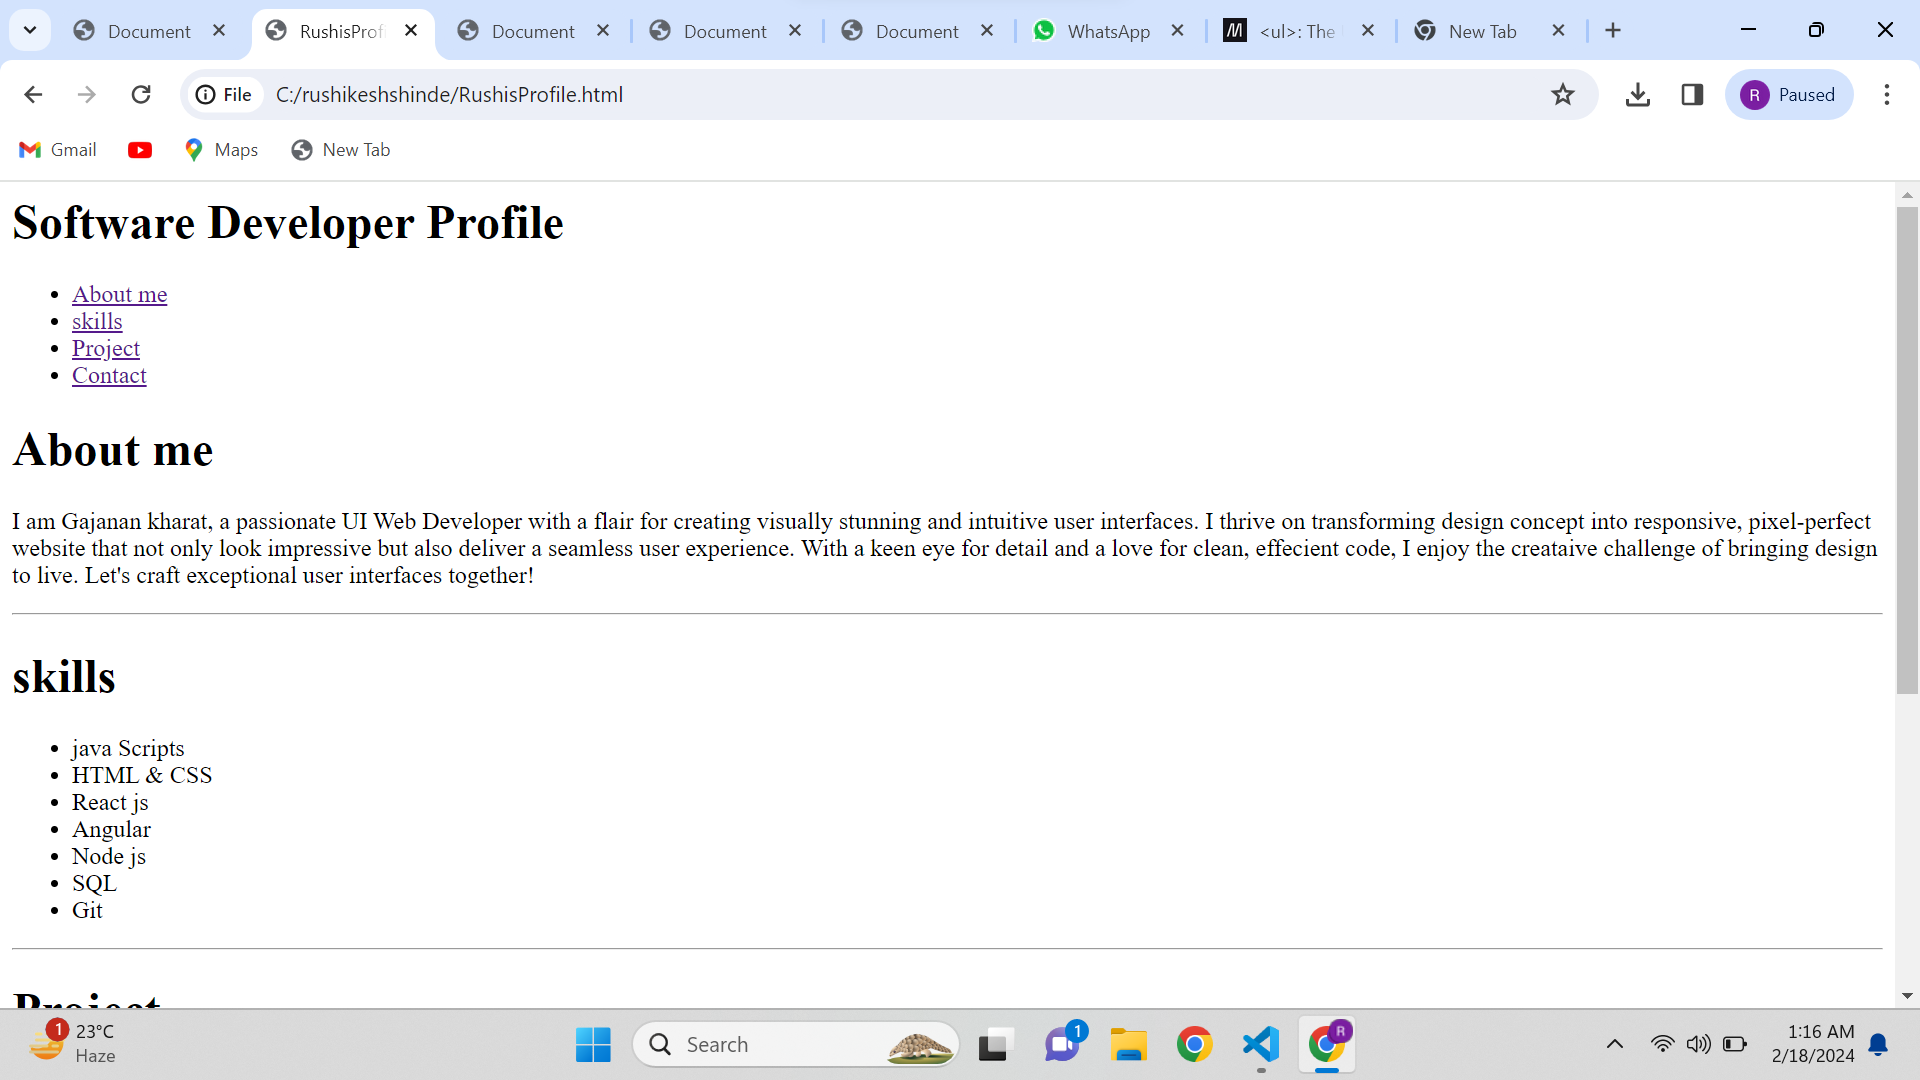 Document
RushisProf
Document
Document
Document
WhatsApp
<ul>: The
New Tab
File
C:/rushikeshshinde/RushisProfile.html
R
Paused
Gmail
Maps
New Tab
Software Developer Profile
About me
skills
Project
Contact
About me
I am Gajanan kharat, a passionate UI Web Developer with a flair for creating visually stunning and intuitive user interfaces. I thrive on transforming design concept into responsive, pixel-perfect
website that not only look impressive but also deliver a seamless user experience. With a keen eye for detail and a love for clean, effecient code, I enjoy the creataive challenge of bringing design
to live. Let's craft exceptional user interfaces together!
skills
java Scripts
HTML & CSS
React js
Angular
Node js
SQL
Git
Project
1
23°C
Haze
Search
1
R
1:16 AM
2/18/2024